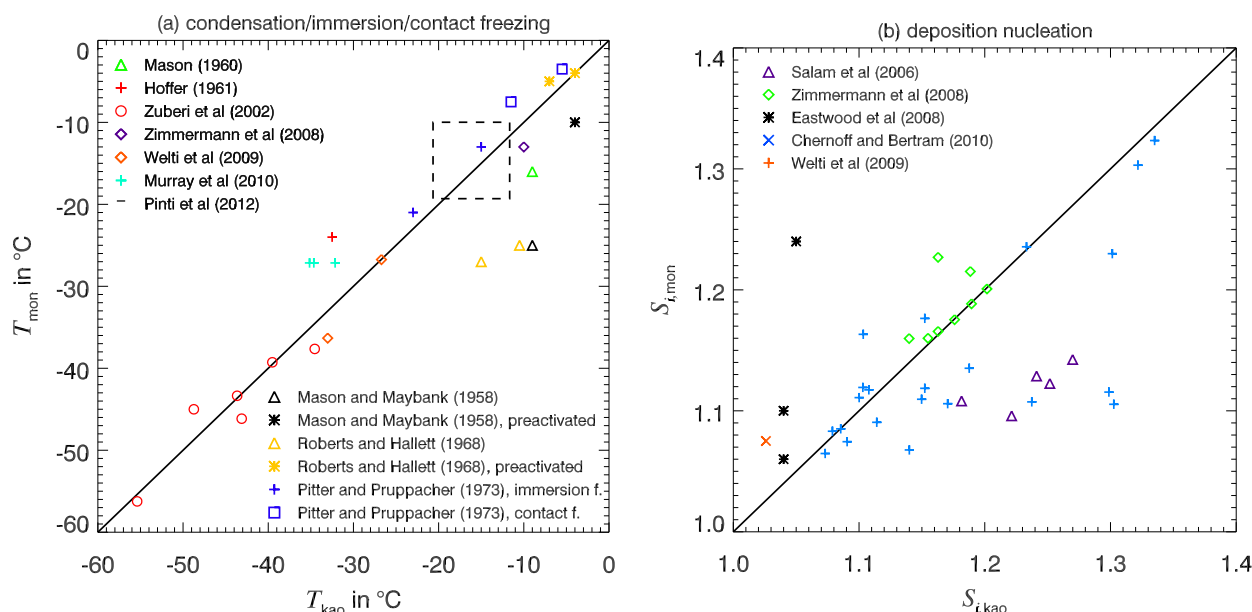 (a) condensation/immersion/contact freezing
0
-10
-20
-30
-40
-50
-60
T_mon in °C
Mason (1960)
Hoffer (1961)
Zuberi et al (2002)
Zimmermann et al (2008)
Welti et al (2009)
Murray et al (2010)
Pinti et al (2012)
Mason and Maybank (1958)
Mason and Maybank (1958), preactivated
Roberts and Hallett (1968)
Roberts and Hallett (1968), preactivated
Pitter and Pruppacher (1973), immersion f.
Pitter and Pruppacher (1973), contact f.
-60 -50 -40 -30 -20 -10 0
T_kao in °C
(b) deposition nucleation
1.4
1.3
1.2
1.1
1.0
S_i,mon
Salam et al (2006)
Zimmermann et al (2008)
Eastwood et al (2008)
Chernoff and Bertram (2010)
Welti et al (2009)
1.0 1.1 1.2 1.3 1.4
S_i,kao